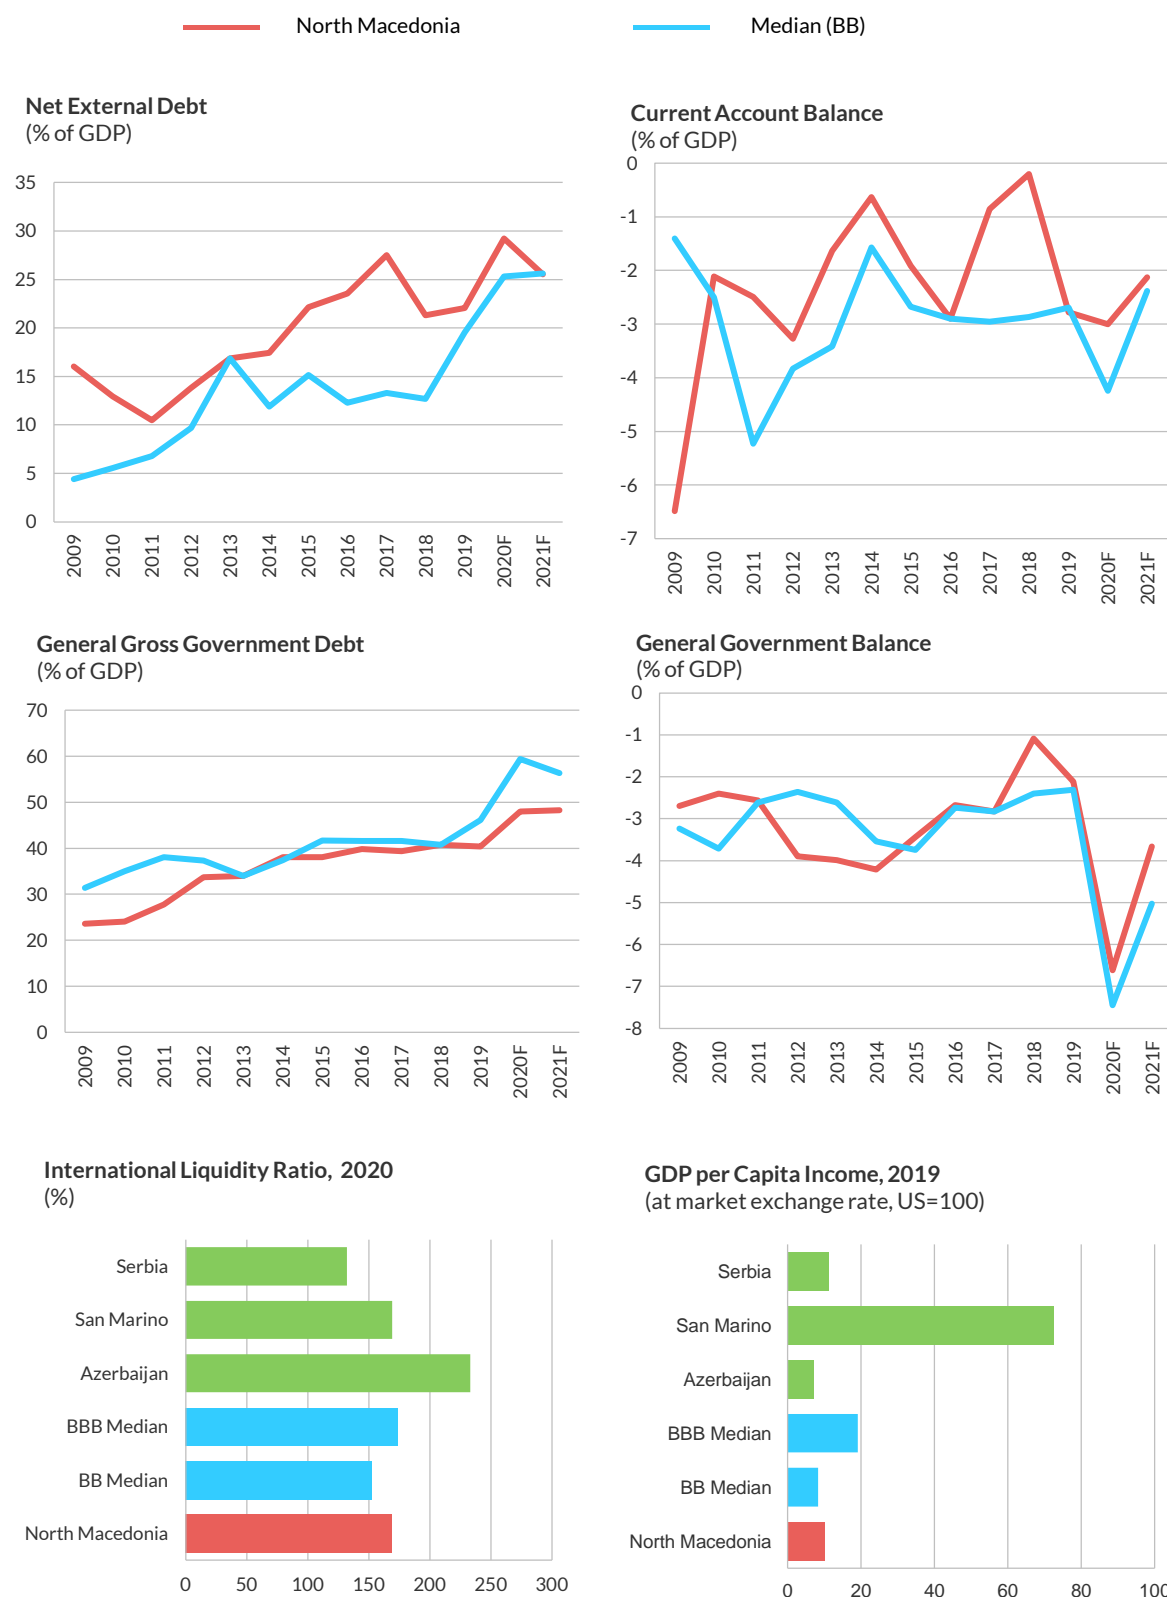 North Macedonia
Median (BB)
Net External Debt
(% of GDP)
35
30
25
20
15
10
5
0
2009
2010
2011
2012
2013
2014
2015
2016
2017
2018
2019
2020F
2021F
Current Account Balance
(% of GDP)
0
-1
-2
-3
-4
-5
-6
-7
2009
2010
2011
2012
2013
2014
2015
2016
2017
2018
2019
2020F
2021F
General Gross Government Debt
(% of GDP)
70
60
50
40
30
20
10
0
2009
2010
2011
2012
2013
2014
2015
2016
2017
2018
2019
2020F
2021F
General Government Balance
(% of GDP)
0
-1
-2
-3
-4
-5
-6
-7
-8
2009
2010
2011
2012
2013
2014
2015
2016
2017
2018
2019
2020F
2021F
International Liquidity Ratio, 2020
(%)
Serbia
San Marino
Azerbaijan
BBB Median
BB Median
North Macedonia
0 50 100 150 200 250 300
GDP per Capita Income, 2019
(at market exchange rate, US=100)
Serbia
San Marino
Azerbaijan
BBB Median
BB Median
North Macedonia
0 20 40 60 80 100